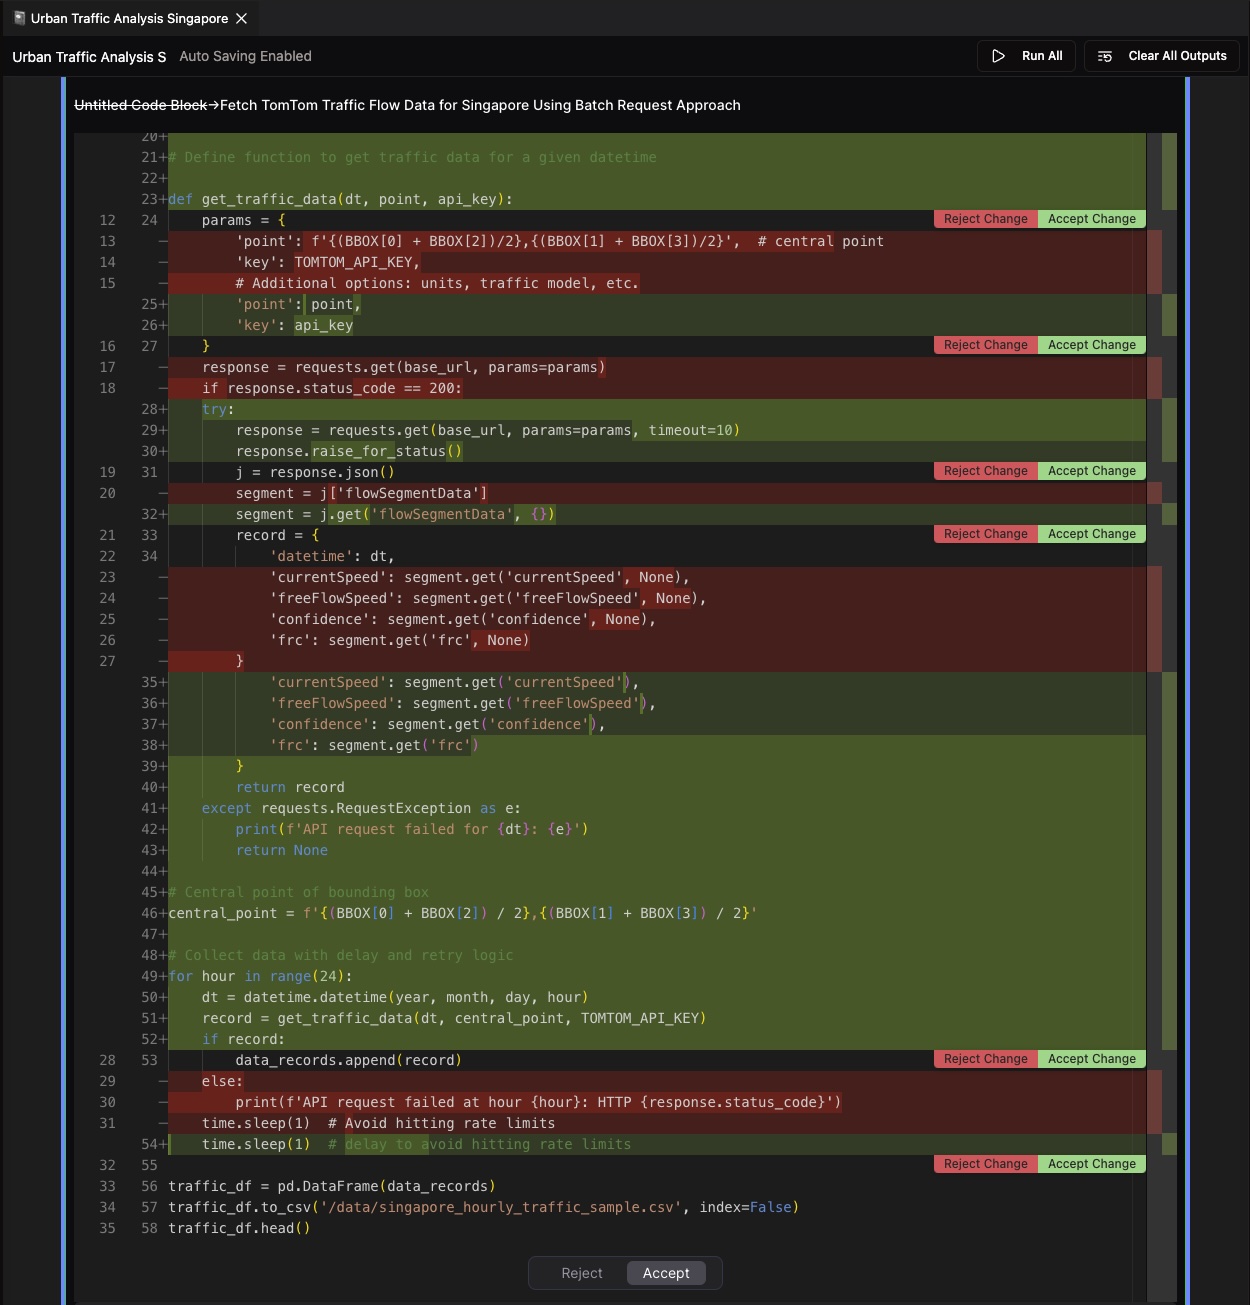 Urban Traffic Analysis Singapore
Urban Traffic Analysis S Auto Saving Enabled Run All Clear All Outputs
Untitled Code Block→Fetch TomTom Traffic Flow Data for Singapore Using Batch Request Approach
20+
21+# Define function to get traffic data for a given datetime
22+
23+def get_traffic_data(dt, point, api_key):
12 24 params = { Reject Change Accept Change
13 − 'point': f'{(BBOX[0] + BBOX[2])/2},{(BBOX[1] + BBOX[3])/2}',  # central point
14 − 'key': TOMTOM_API_KEY,
15 − # Additional options: units, traffic model, etc.
25+ 'point': point,
26+ 'key': api_key
16 27 } Reject Change Accept Change
17 − response = requests.get(base_url, params=params)
18 − if response.status_code == 200:
28+ try:
29+ response = requests.get(base_url, params=params, timeout=10)
30+ response.raise_for_status()
19 31 j = response.json() Reject Change Accept Change
20 − segment = j['flowSegmentData']
32+ segment = j.get('flowSegmentData', {})
21 33 record = { Reject Change Accept Change
22 34 'datetime': dt,
23 − 'currentSpeed': segment.get('currentSpeed', None),
24 − 'freeFlowSpeed': segment.get('freeFlowSpeed', None),
25 − 'confidence': segment.get('confidence', None),
26 − 'frc': segment.get('frc', None)
27 − }
35+ 'currentSpeed': segment.get('currentSpeed'),
36+ 'freeFlowSpeed': segment.get('freeFlowSpeed'),
37+ 'confidence': segment.get('confidence'),
38+ 'frc': segment.get('frc')
39+ }
40+ return record
41+ except requests.RequestException as e:
42+ print(f'API request failed for {dt}: {e}')
43+ return None
44+
45+# Central point of bounding box
46+central_point = f'{(BBOX[0] + BBOX[2]) / 2},{(BBOX[1] + BBOX[3]) / 2}'
47+
48+# Collect data with delay and retry logic
49+for hour in range(24):
50+ dt = datetime.datetime(year, month, day, hour)
51+ record = get_traffic_data(dt, central_point, TOMTOM_API_KEY)
52+ if record:
28 53 data_records.append(record) Reject Change Accept Change
29 − else:
30 − print(f'API request failed at hour {hour}: HTTP {response.status_code}')
31 − time.sleep(1)  # Avoid hitting rate limits
54+ time.sleep(1)  # delay to avoid hitting rate limits
32 55 Reject Change Accept Change
33 56 traffic_df = pd.DataFrame(data_records)
34 57 traffic_df.to_csv('/data/singapore_hourly_traffic_sample.csv', index=False)
35 58 traffic_df.head()
Reject Accept